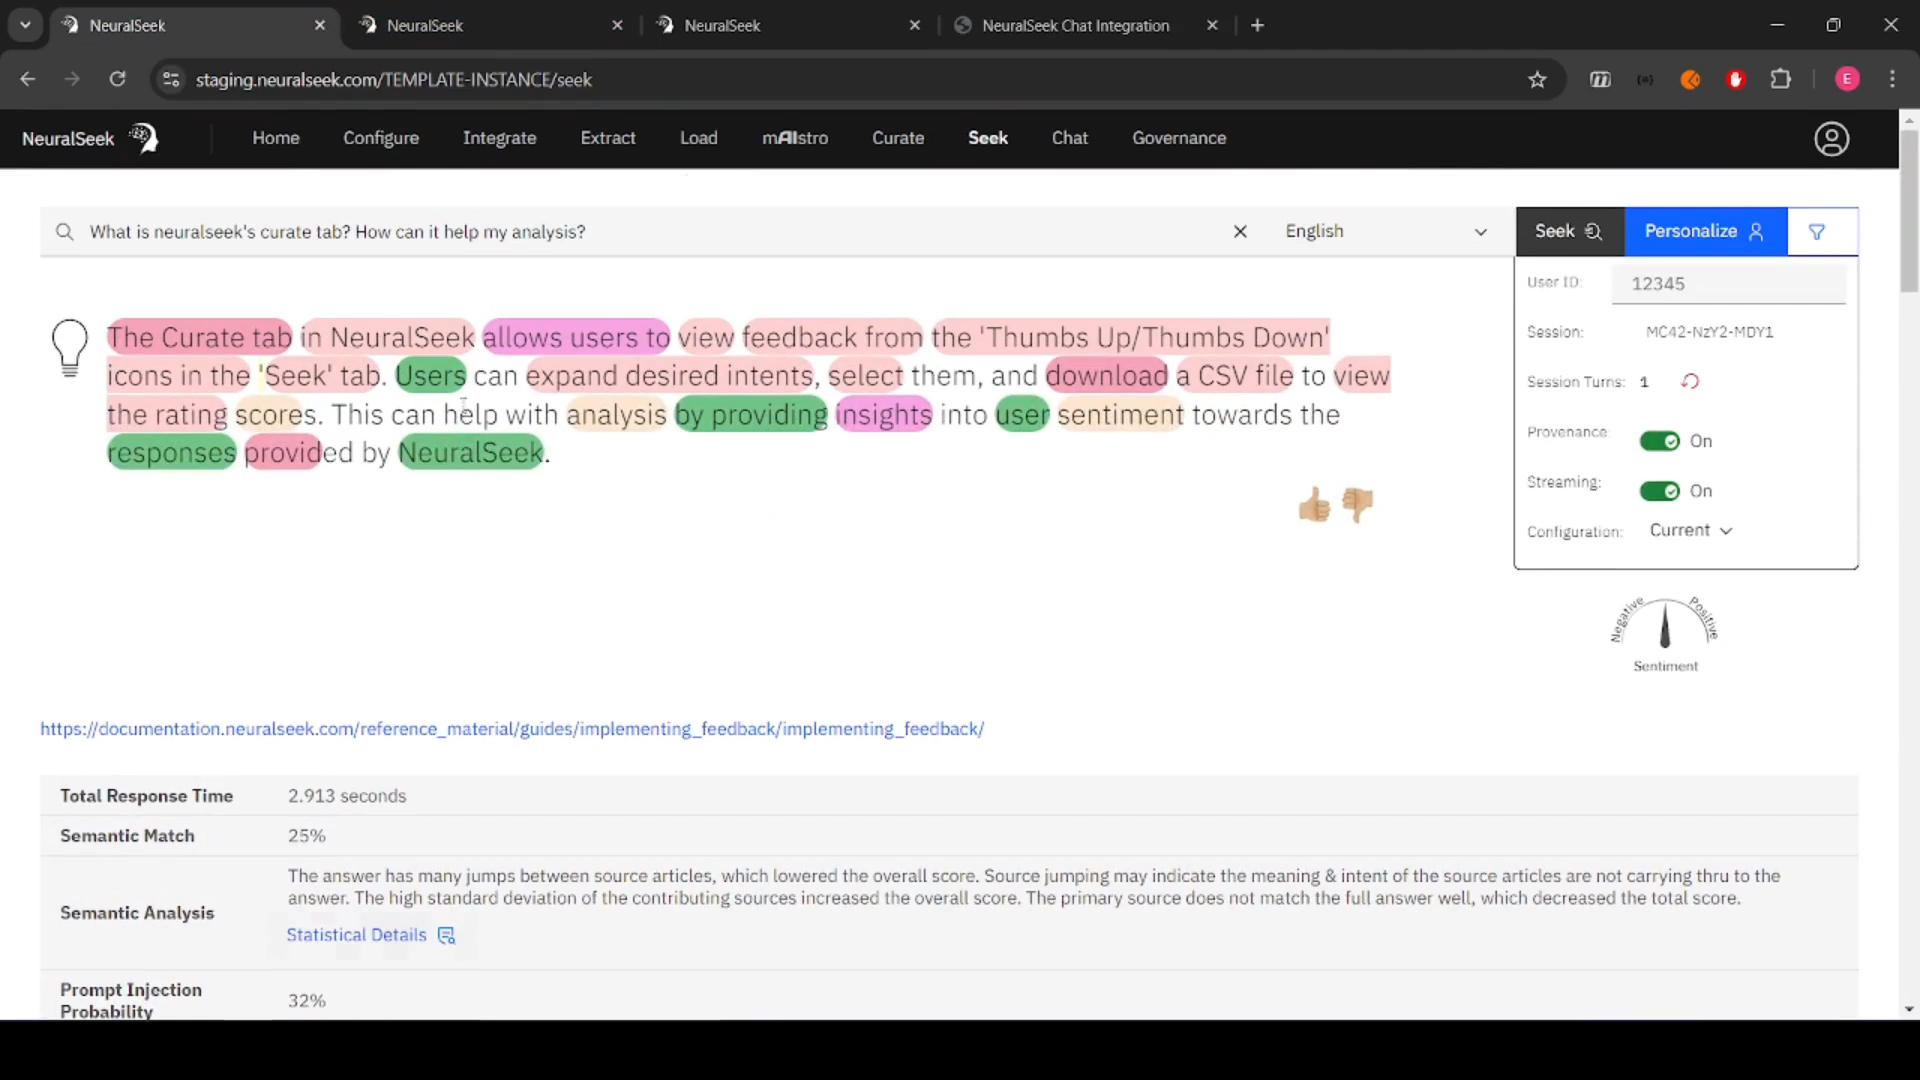 NeuralSeek
NeuralSeek
NeuralSeek
NeuralSeek Chat Integration
staging.neuralseek.com/TEMPLATE-INSTANCE/seek
E
NeuralSeek
Home
Configure
Integrate
Extract
Load
mAIstro
Curate
Seek
Chat
Governance
What is neuralseek's curate tab? How can it help my analysis?
English
Seek
Personalize
The Curate tab in NeuralSeek allows users to view feedback from the 'Thumbs Up/Thumbs Down'
icons in the 'Seek' tab. Users can expand desired intents, select them, and download a CSV file to view
the rating scores. This can help with analysis by providing insights into user sentiment towards the
responses provided by NeuralSeek.
User ID: 12345
Session: MC42-NzY2-MDY1
Session Turns: 1
Provenance: On
Streaming: On
Configuration: Current
Negative
Positive
Sentiment
https://documentation.neuralseek.com/reference_material/guides/implementing_feedback/implementing_feedback/
Total Response Time 2.913 seconds
Semantic Match 25%
Semantic Analysis
The answer has many jumps between source articles, which lowered the overall score. Source jumping may indicate the meaning & intent of the source articles are not carrying thru to the
answer. The high standard deviation of the contributing sources increased the overall score. The primary source does not match the full answer well, which decreased the total score.
Statistical Details
Prompt Injection
Probability
32%